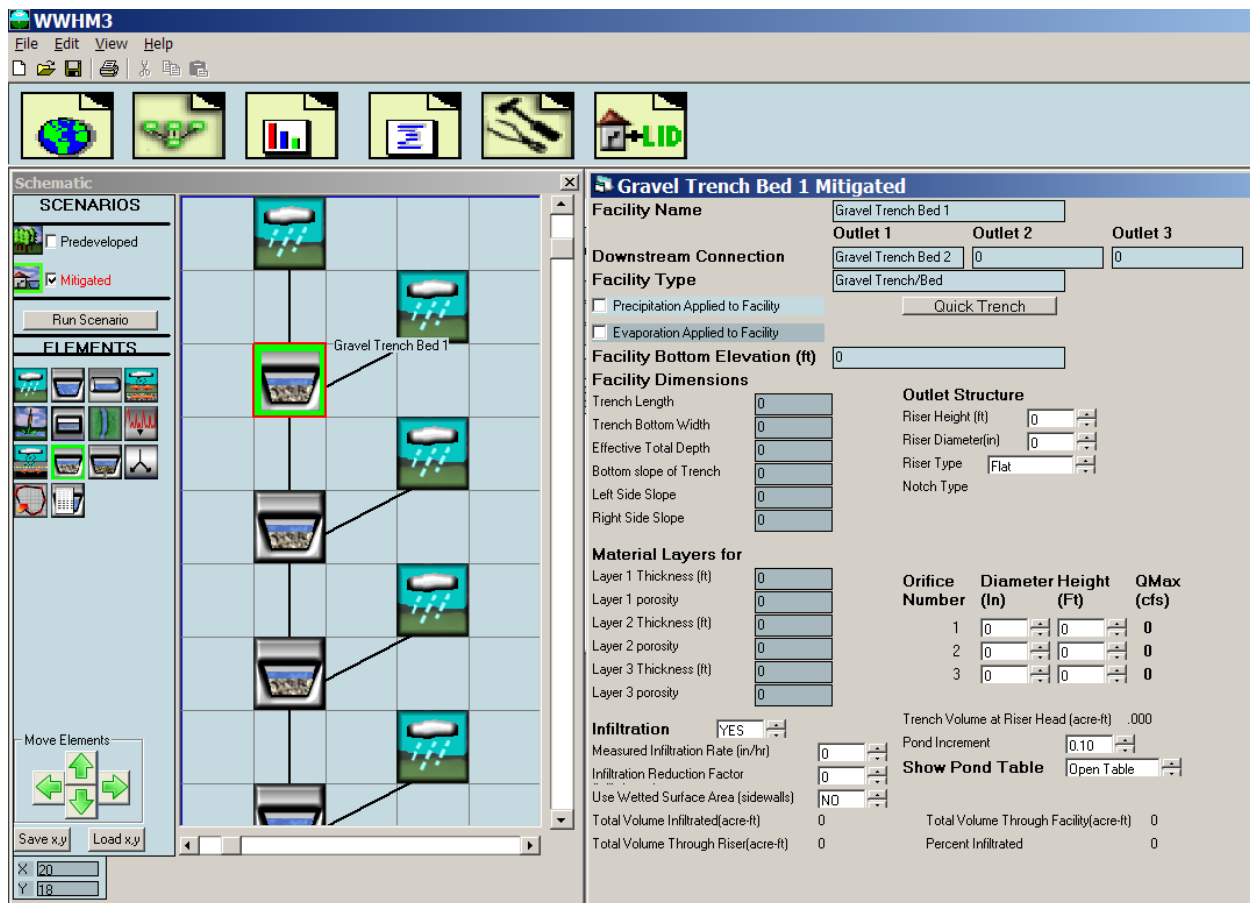 WWHM3
File Edit View Help
+LID
Schematic
SCENARIOS
Predeveloped
Mitigated
Run Scenario
ELEMENTS
Gravel Trench Bed 1
Move Elements
Save x,y Load x,y
X 20
Y 18
Gravel Trench Bed 1 Mitigated
Facility Name Gravel Trench Bed 1
Outlet 1 Outlet 2 Outlet 3
Downstream Connection Gravel Trench Bed 2 0 0
Facility Type Gravel Trench/Bed
Precipitation Applied to Facility Quick Trench
Evaporation Applied to Facility
Facility Bottom Elevation (ft) 0
Facility Dimensions
Trench Length 0
Trench Bottom Width 0
Effective Total Depth 0
Bottom slope of Trench 0
Left Side Slope 0
Right Side Slope 0
Outlet Structure
Riser Height (ft) 0
Riser Diameter(in) 0
Riser Type Flat
Notch Type
Material Layers for
Layer 1 Thickness (ft) 0
Layer 1 porosity 0
Layer 2 Thickness (ft) 0
Layer 2 porosity 0
Layer 3 Thickness (ft) 0
Layer 3 porosity 0
Orifice Diameter Height QMax
Number (In) (Ft) (cfs)
1 0 0 0
2 0 0 0
3 0 0 0
Infiltration YES
Measured Infiltration Rate (in/hr) 0
Infiltration Reduction Factor 0
Use Wetted Surface Area (sidewalls) NO
Total Volume Infiltrated(acre-ft) 0
Total Volume Through Riser(acre-ft) 0
Trench Volume at Riser Head (acre-ft) .000
Pond Increment 0.10
Show Pond Table Open Table
Total Volume Through Facility(acre-ft) 0
Percent Infiltrated 0